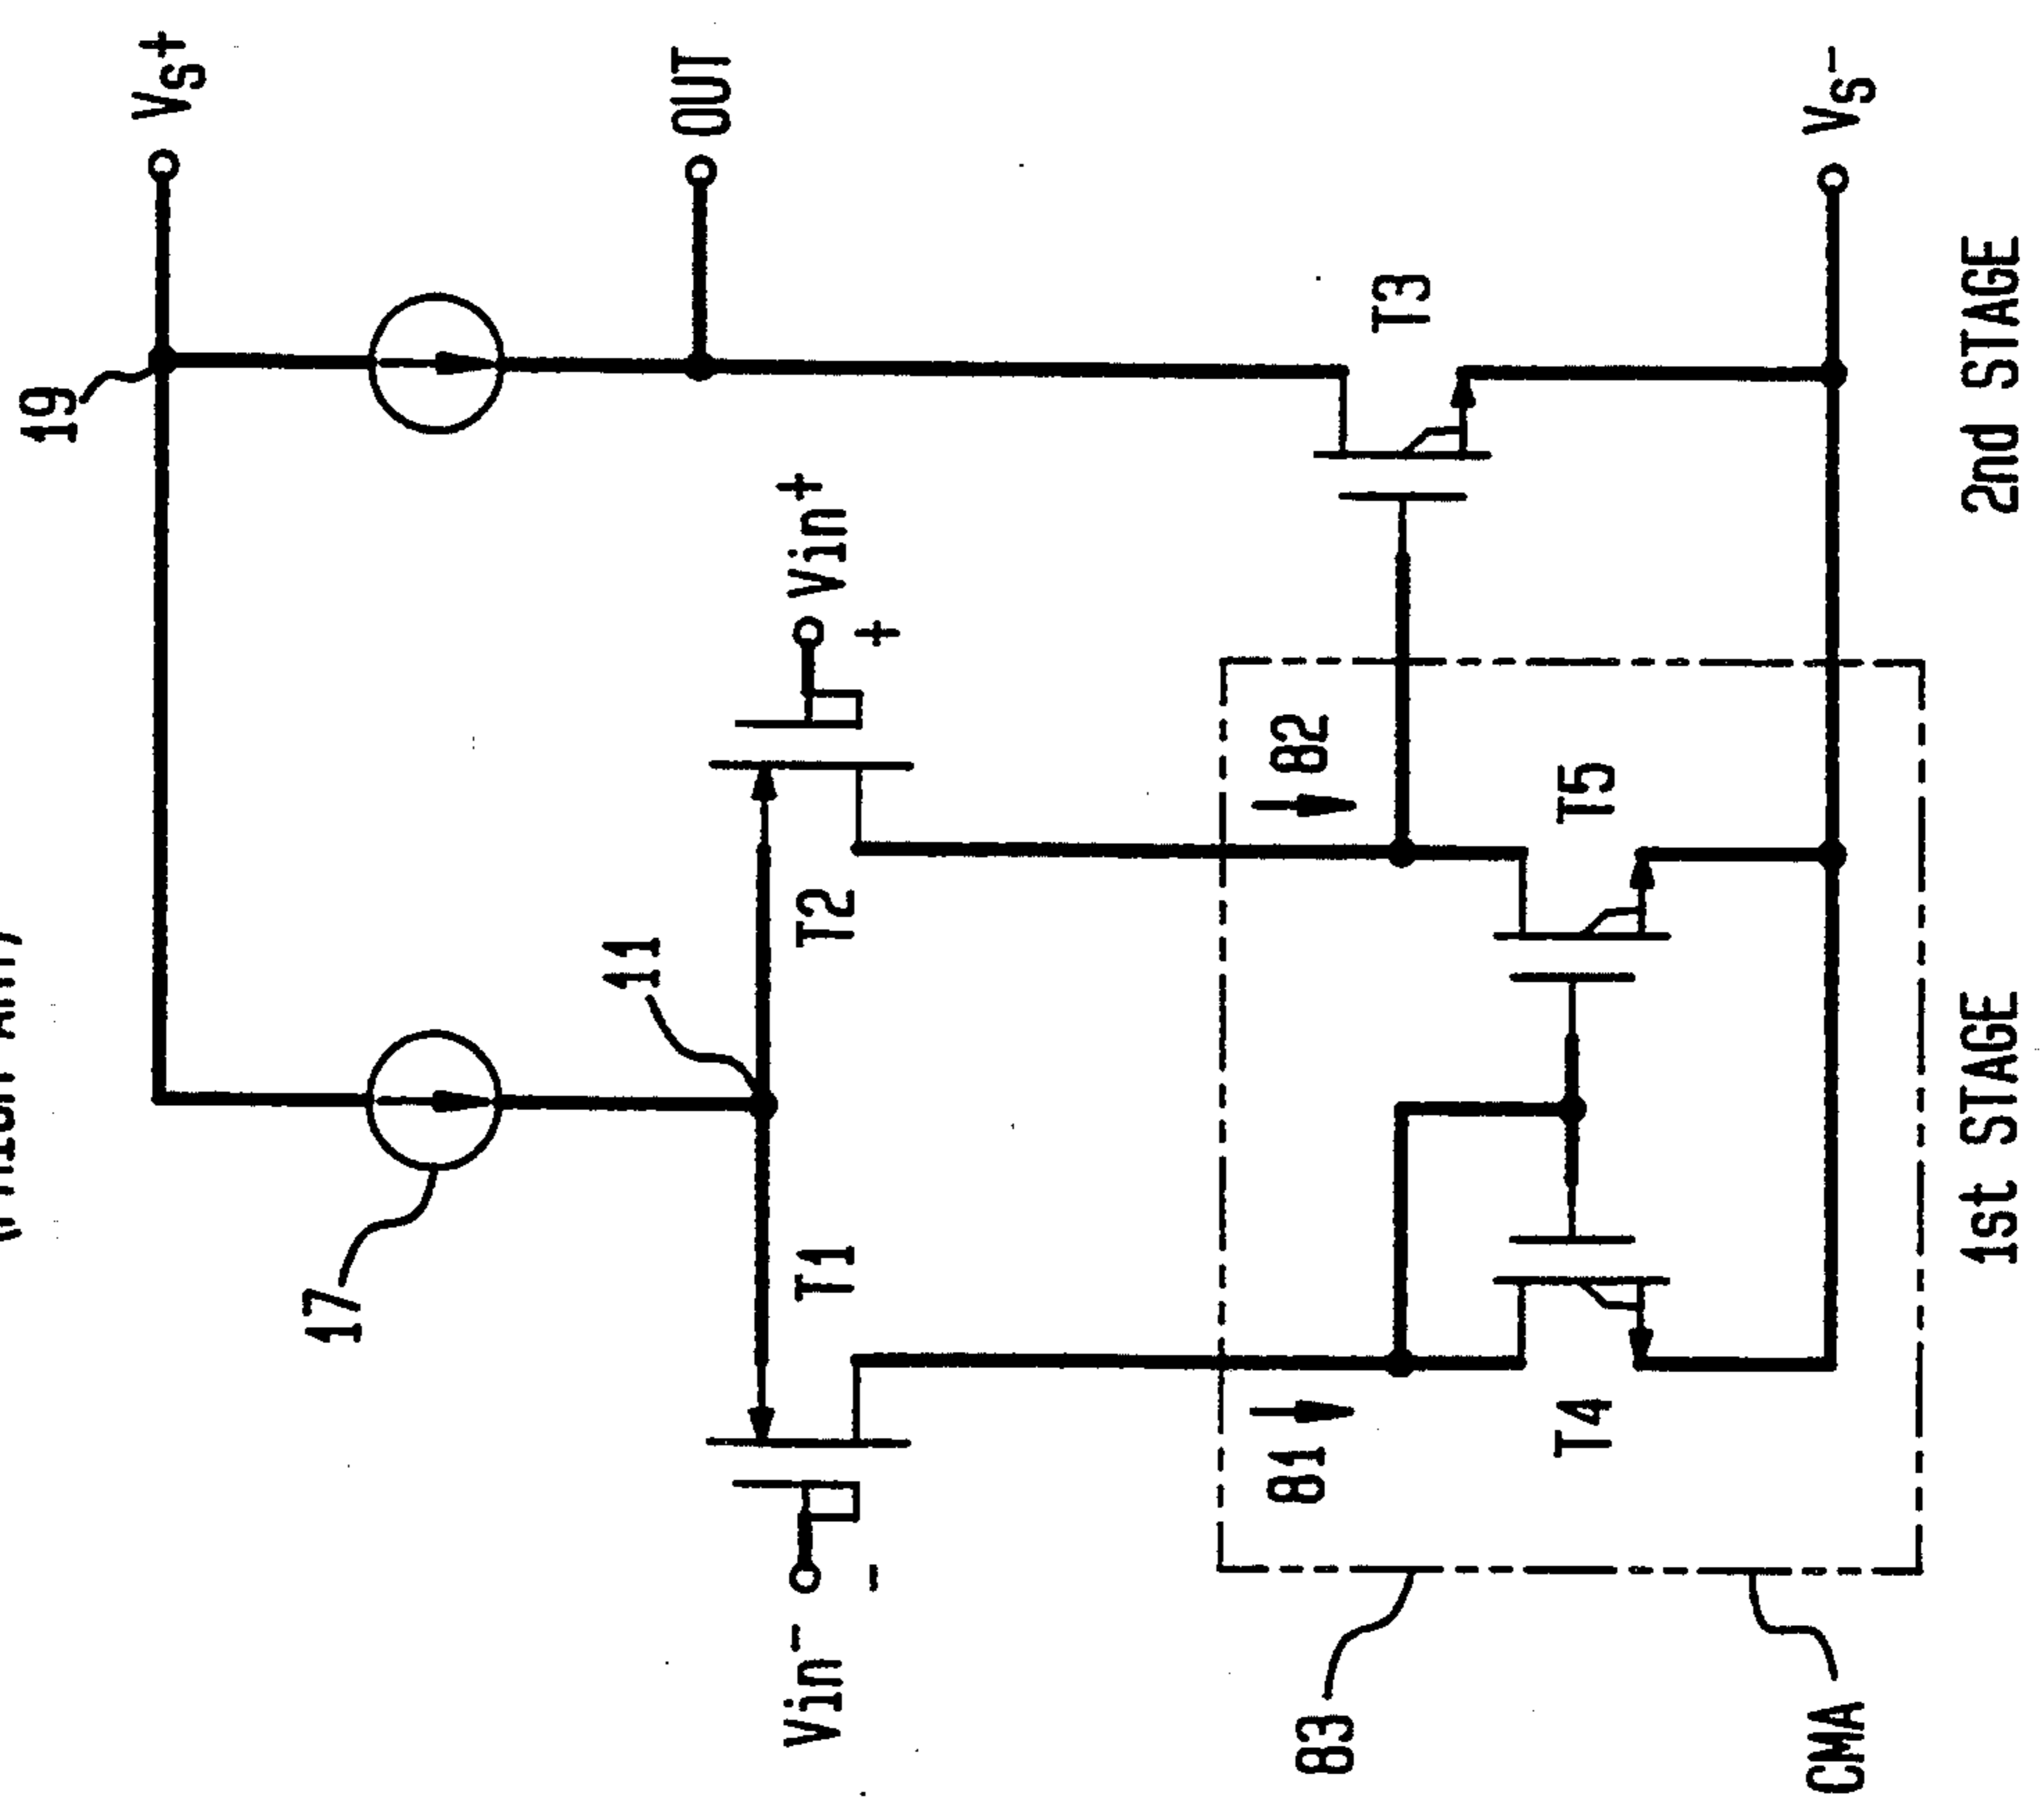 19
Vs+
17
OUT
11
Vin-
-
T1
T2
Vin+
+
81
82
83
T3
T4
T5
CMA
Vs-
1st STAGE
2nd STAGE